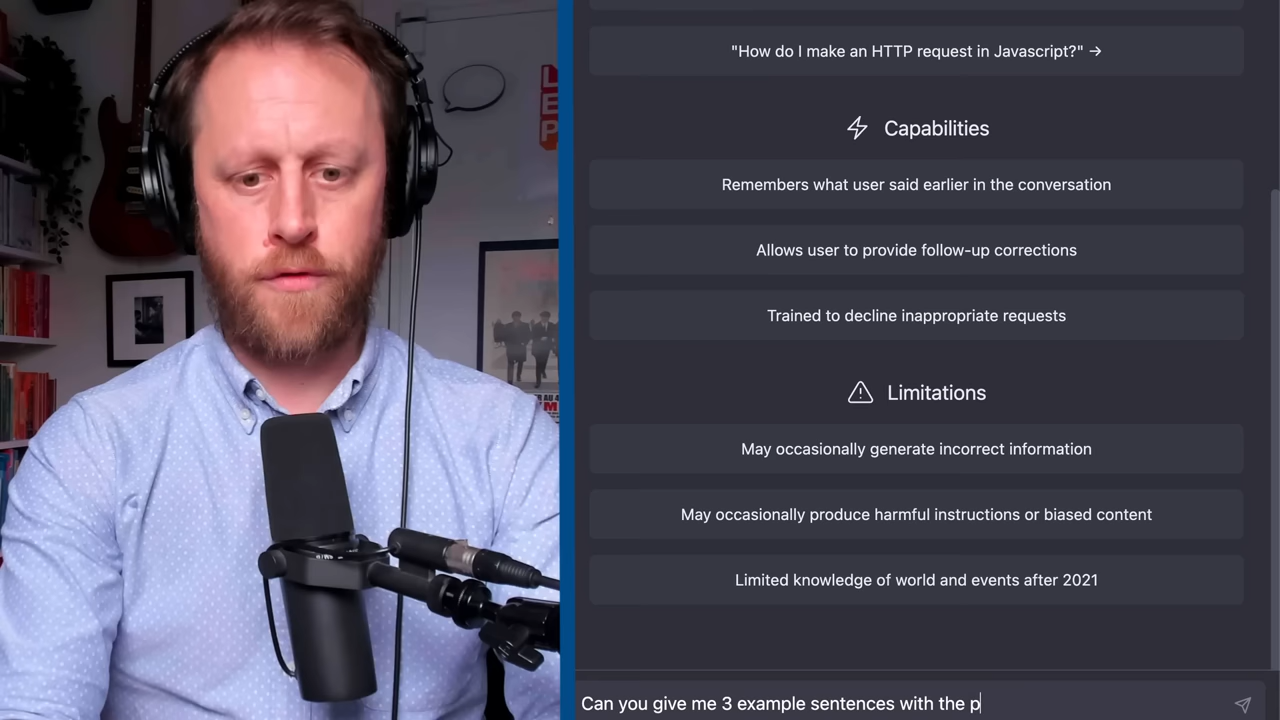 "How do I make an HTTP request in Javascript?" →
Capabilities
Remembers what user said earlier in the conversation
Allows user to provide follow-up corrections
Trained to decline inappropriate requests
Limitations
May occasionally generate incorrect information
May occasionally produce harmful instructions or biased content
Limited knowledge of world and events after 2021
Can you give me 3 example sentences with the p